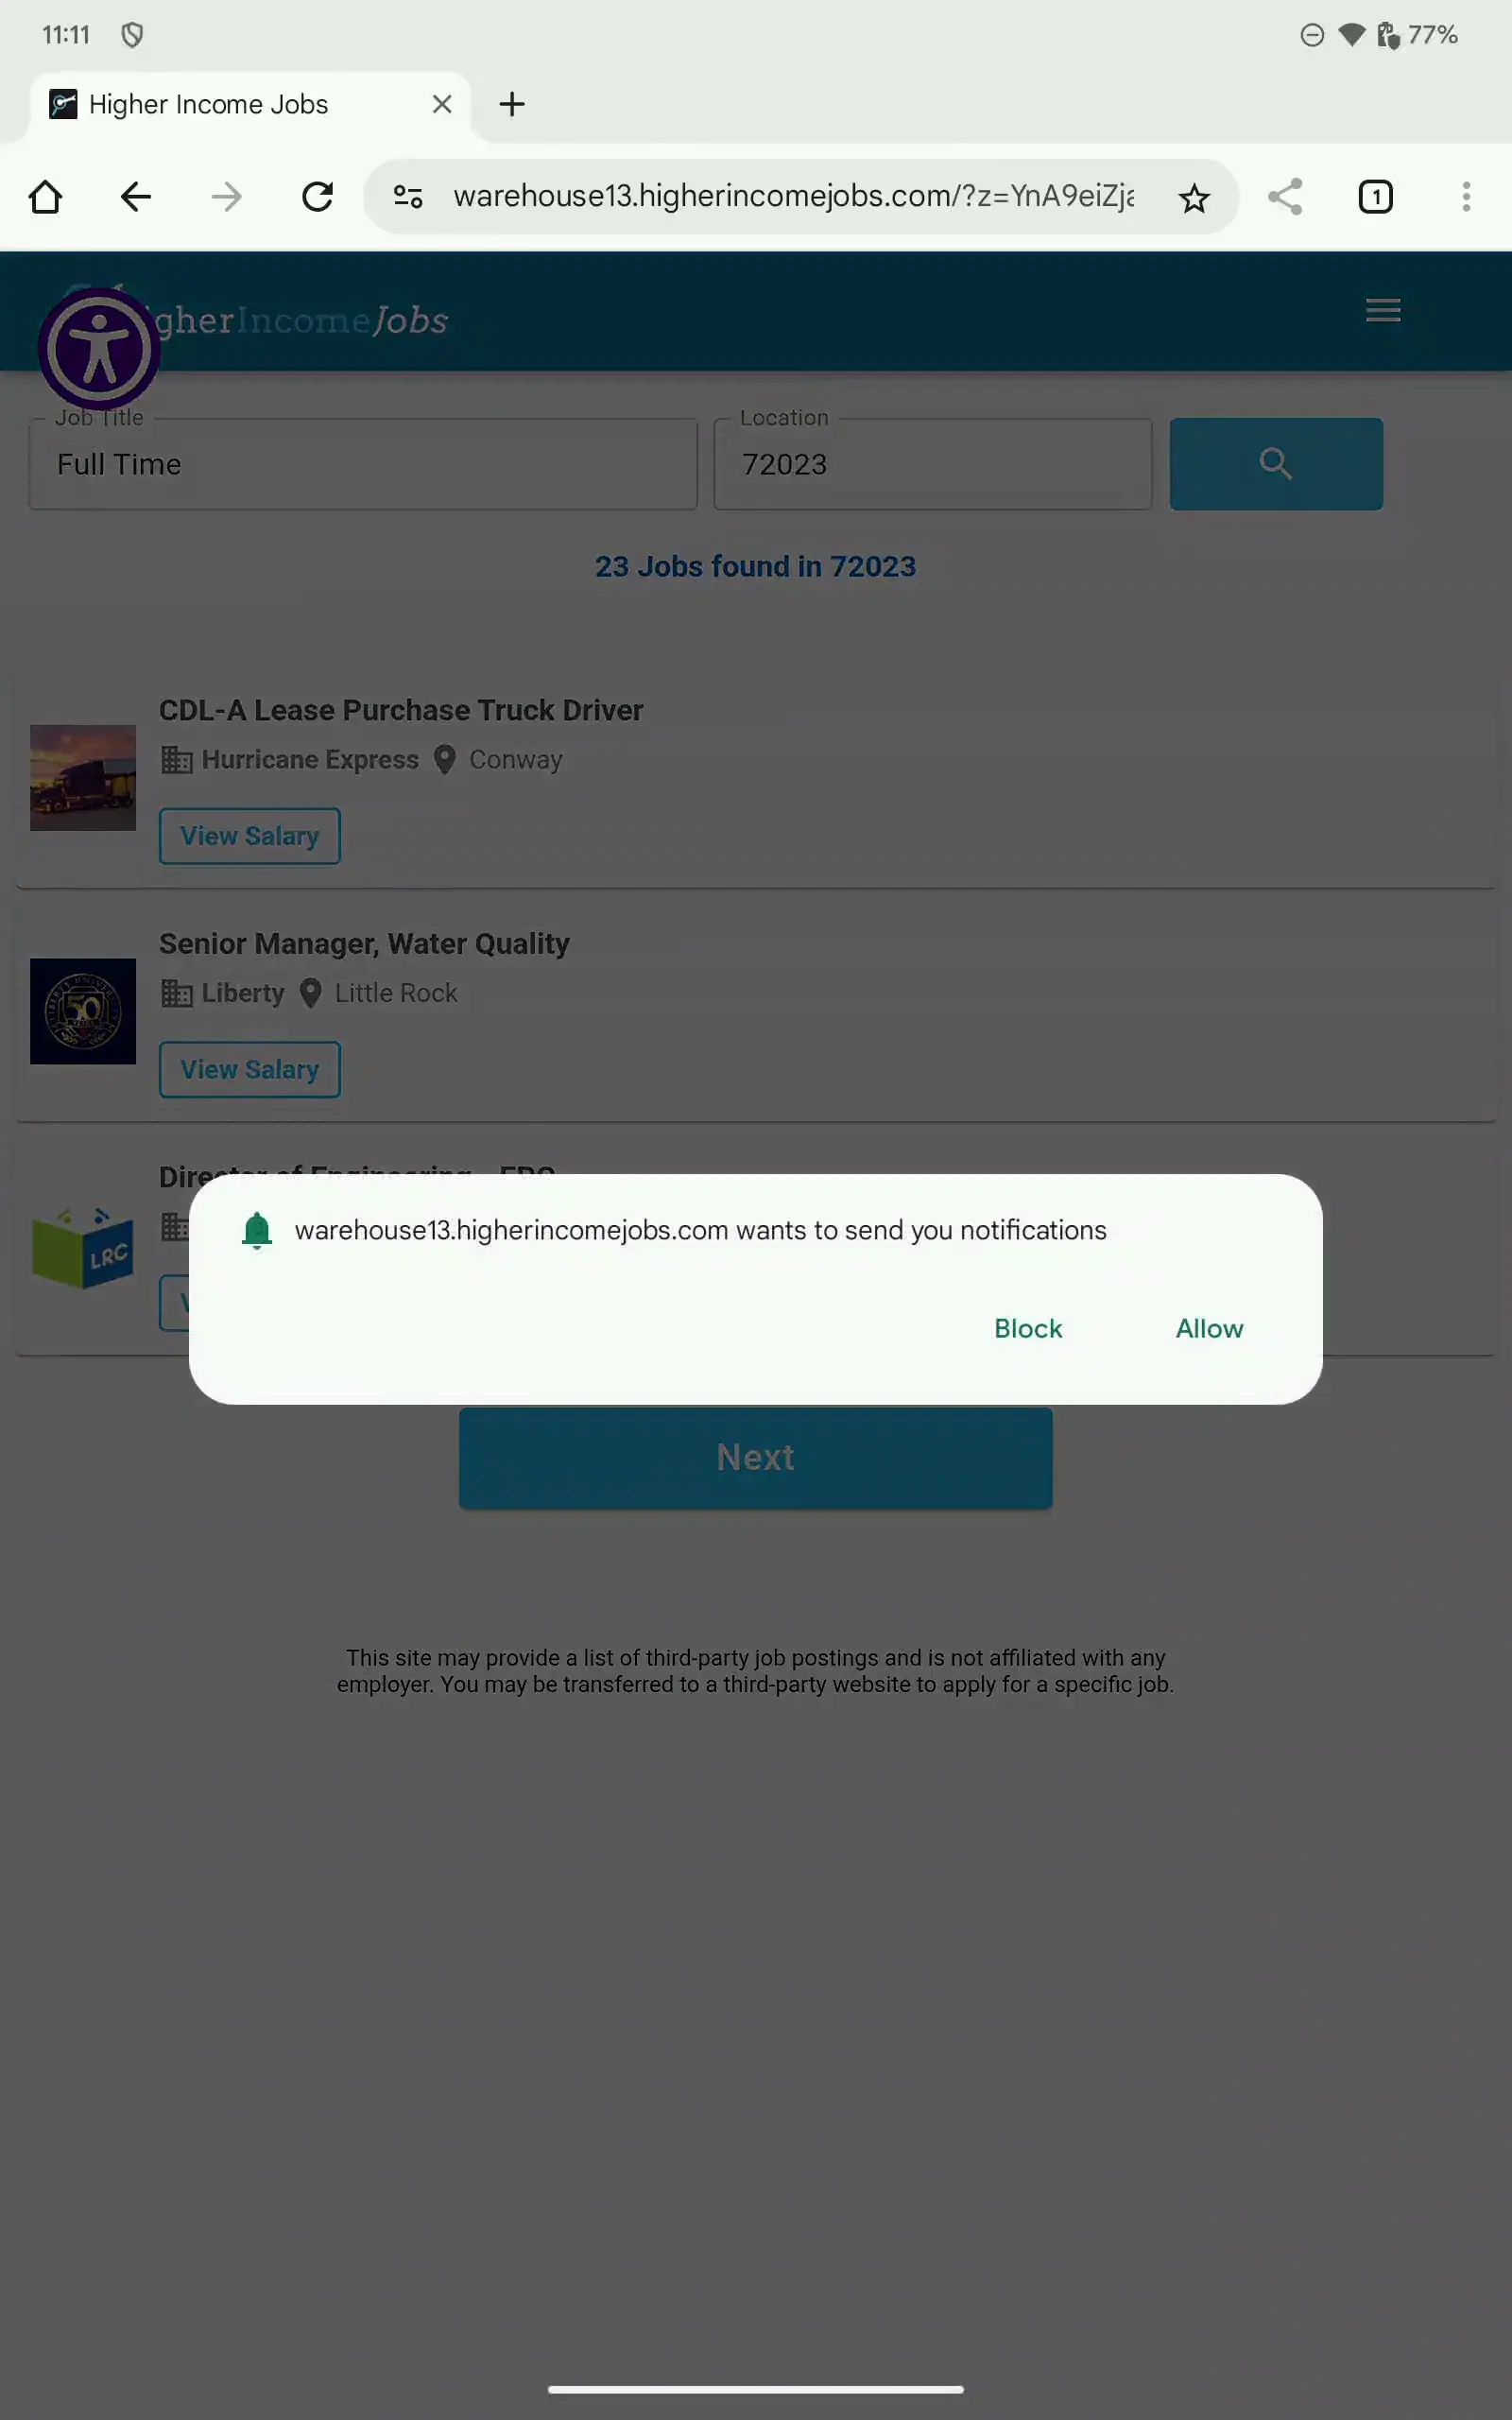 11:11
77%
Higher Income Jobs
warehouse13.higherincomejobs.com/?z=YnA9eiZja
1
gherIncomeJobs
Job Title
Location
Full Time
72023
23 Jobs found in 72023
CDL-A Lease Purchase Truck Driver
Hurricane Express Conway
View Salary
Senior Manager, Water Quality
50
Liberty Little Rock
View Salary
Director of Engineering - 
LRC
warehouse13.higherincomejobs.com wants to send you notifications
Block Allow
Next
This site may provide a list of third-party job postings and is not affiliated with any
employer. You may be transferred to a third-party website to apply for a specific job.